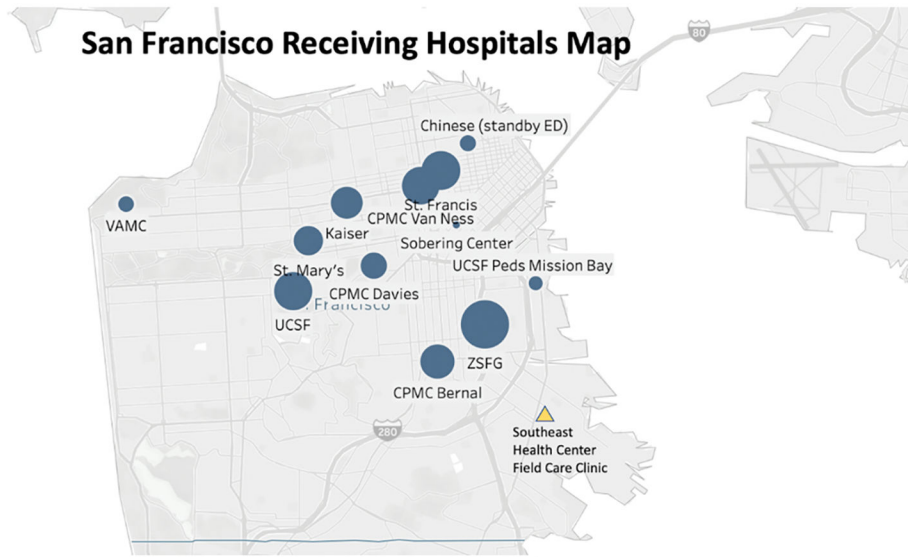 San Francisco Receiving Hospitals Map
80
Chinese (standby ED)
St. Francis
CPMC Van Ness
VAMC
Kaiser
Sobering Center
UCSF Peds Mission Bay
St. Mary's
CPMC Davies
Francisco
UCSF
ZSFG
CPMC Bernal
280
Southeast
Health Center
Field Care Clinic